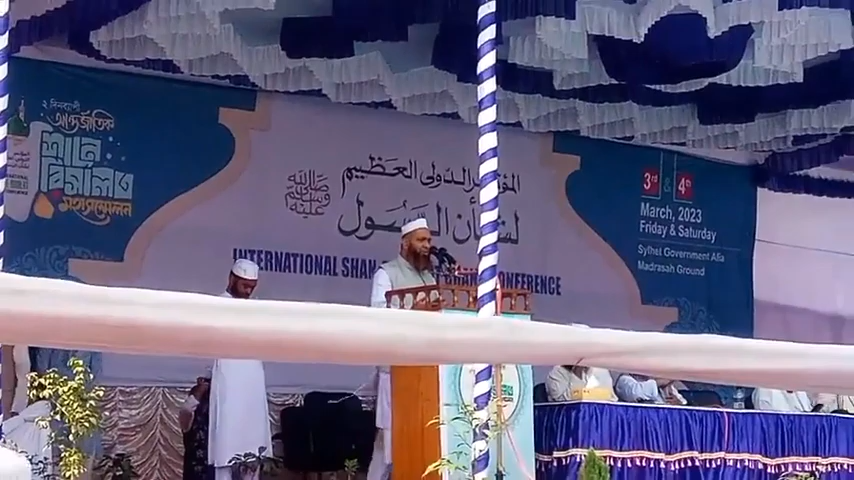 ২ দিনব্যাপী
আন্তর্জাতিক
শানে
রিসালত
মহাসম্মেলন
المؤتمر الدولي العظيم
لشأن الرسول
صلى الله عليه وسلم
INTERNATIONAL SHAN
CONFERENCE
3rd & 4th
March, 2023
Friday & Saturday
Sylhet Government Alia
Madrasah Ground